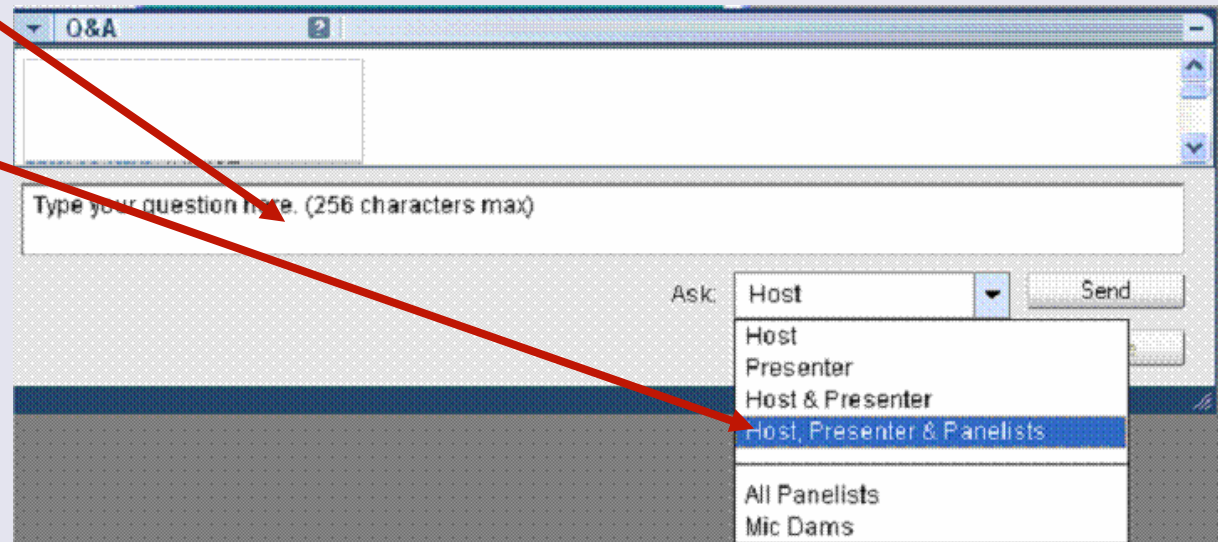 Q&A ?
Type your question here. (256 characters max)
Ask: Host Send
Host
Presenter
Host & Presenter
Host, Presenter & Panelists
All Panelists
Mic Dams